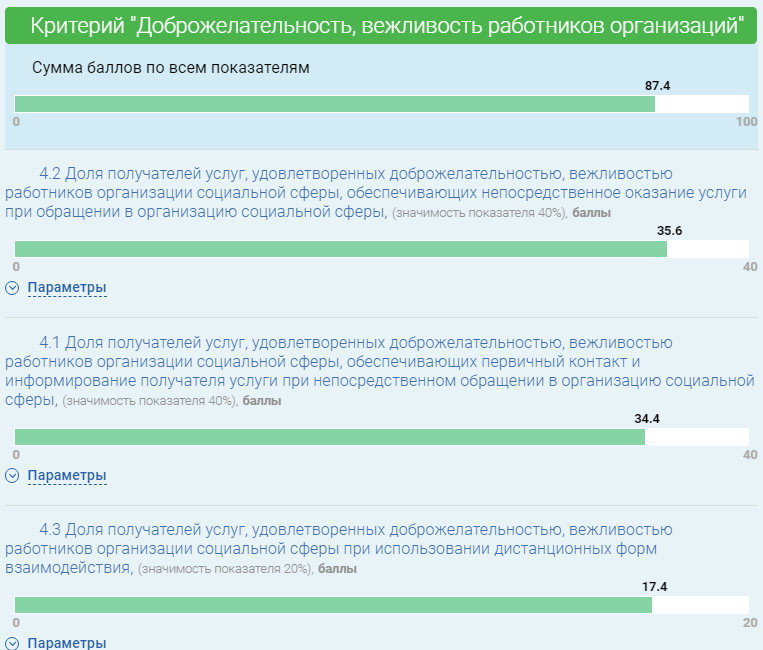 Критерий "Доброжелательность, вежливость работников организаций"
Сумма баллов по всем показателям
87.4
0 100
4.2 Доля получателей услуг, удовлетворенных доброжелательностью, вежливостью
работников организации социальной сферы, обеспечивающих непосредственное оказание услуги
при обращении в организацию социальной сферы, (значимость показателя 40%), баллы
35.6
0 40
Параметры
4.1 Доля получателей услуг, удовлетворенных доброжелательностью, вежливостью
работников организации социальной сферы, обеспечивающих первичный контакт и
информирование получателя услуги при непосредственном обращении в организацию социальной
сферы, (значимость показателя 40%), баллы
34.4
0 40
Параметры
4.3 Доля получателей услуг, удовлетворенных доброжелательностью, вежливостью
работников организации социальной сферы при использовании дистанционных форм
взаимодействия, (значимость показателя 20%), баллы
17.4
0 20
Параметры